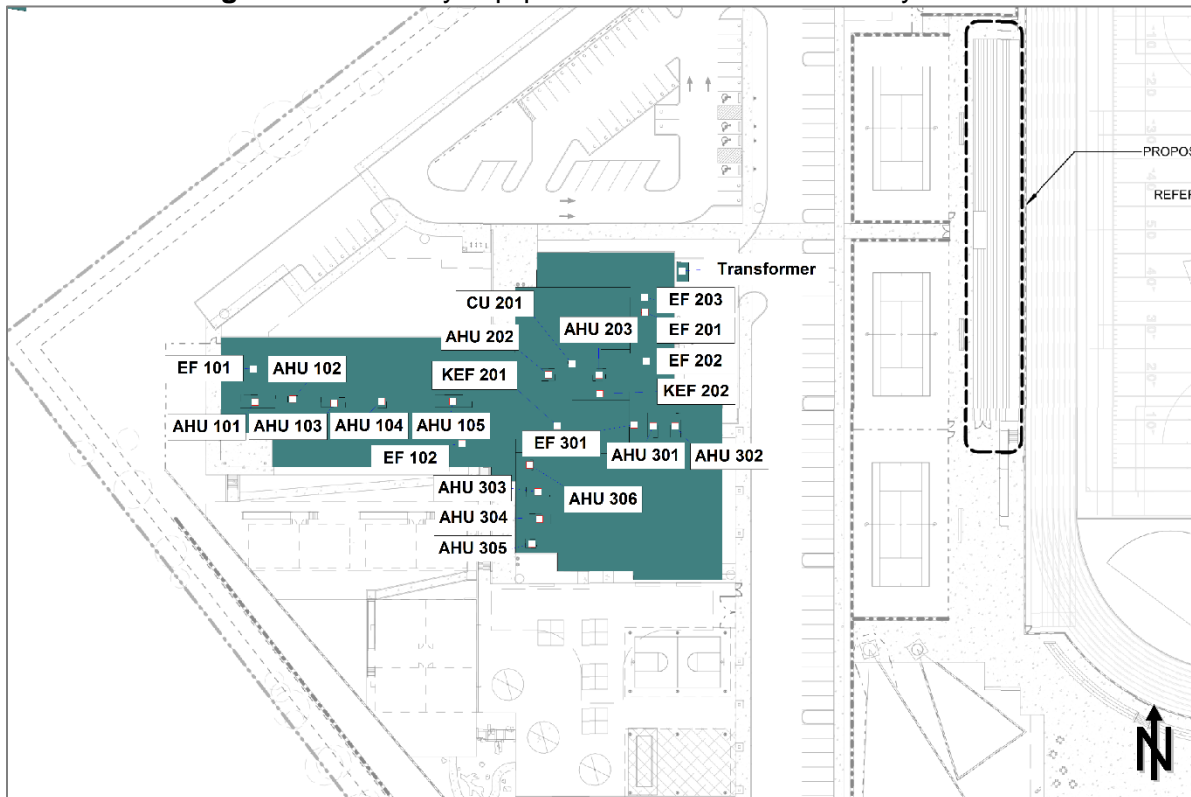 PROPOS
REFER
Transformer
CU 201
EF 203
AHU 202
AHU 203
EF 201
EF 101
AHU 102
KEF 201
EF 202
KEF 202
AHU 101
AHU 103
AHU 104
AHU 105
EF 102
EF 301
AHU 301
AHU 302
AHU 303
AHU 306
AHU 304
AHU 305
N